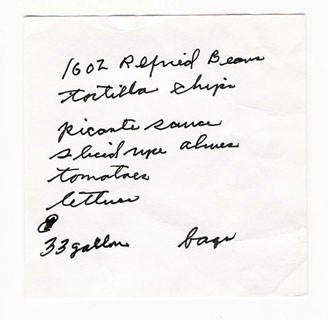 16 oz Refried Beans
tortilla chips
picante sauce
sliced ripe olives
tomatoes
lettuce
33 gallon bags